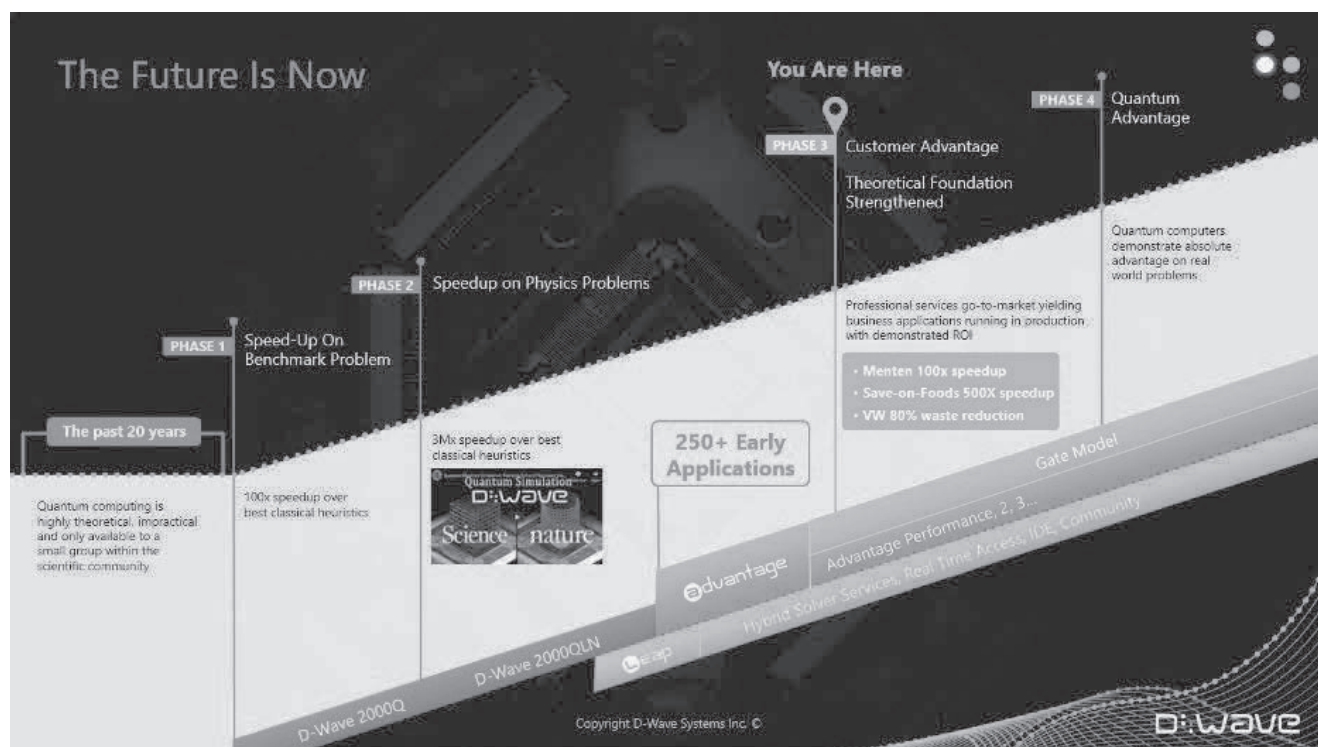 The Future Is Now
You Are Here
PHASE 4
Quantum
Advantage
PHASE 3
Customer Advantage
Theoretical Foundation
Strengthened
Quantum computers
demonstrate absolute
advantage on real
world problems
PHASE 2
Speedup on Physics Problems
Professional services go-to-market yielding
business applications running in production
with demonstrated ROI
PHASE 1
Speed-Up On
Benchmark Problem
• Menten 100x speedup
• Save-on-Foods 500X speedup
• VW 80% waste reduction
The past 20 years
3Mx speedup over best
classical heuristics
250+ Early
Applications
Quantum Simulation
D:Wave
Science
nature
Quantum computing is
highly theoretical, impractical
and only available to a
small group within the
scientific community
100x speedup over
best classical heuristics
Gate Model
Advantage Performance, 2, 3...
advantage
Hybrid Solver Services, Real Time Access, IDE, Community
Leap
D-Wave 2000QLN
D-Wave 2000Q
Copyright D-Wave Systems Inc. ©
D:Wave